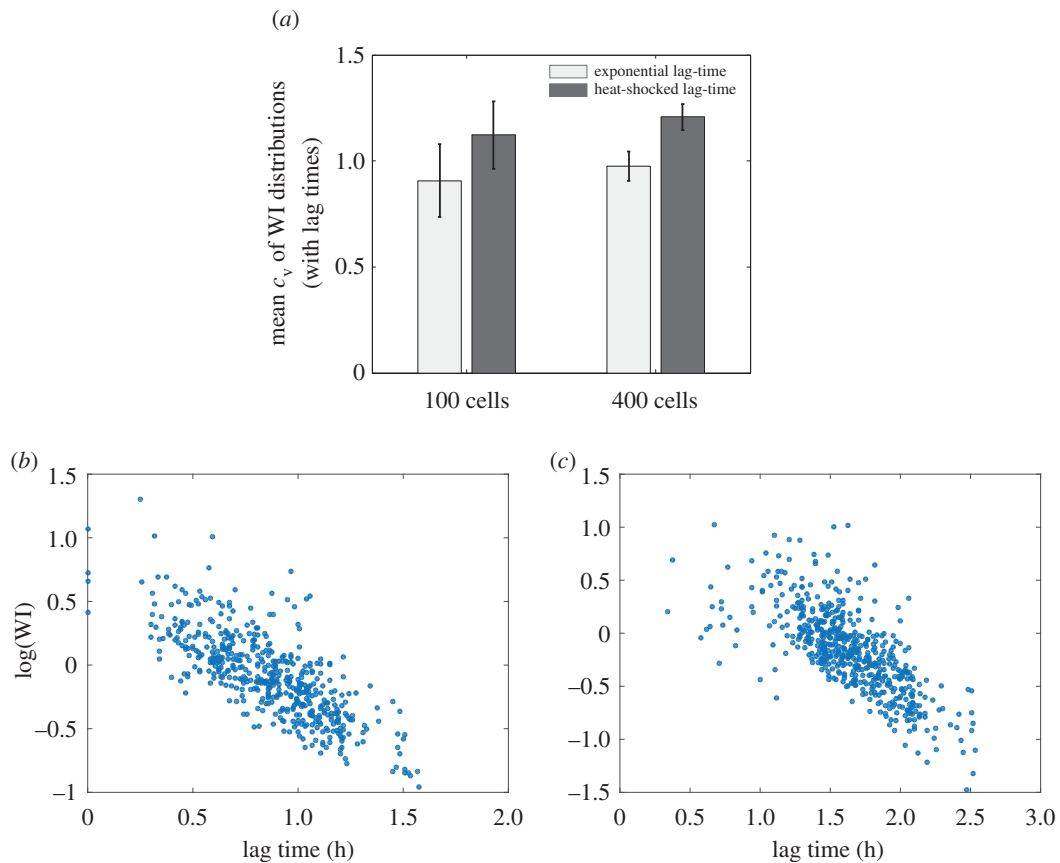 (a)
mean cv of WI distributions
(with lag times)
1.5
1.0
0.5
0
exponential lag-time
heat-shocked lag-time
100 cells
400 cells
(b)
log(WI)
1.5
1.0
0.5
0
–0.5
–1
0
0.5
1.0
1.5
2.0
lag time (h)
(c)
1.5
1.0
0.5
0
–0.5
–1.0
–1.5
0
0.5
1.0
1.5
2.0
2.5
3.0
lag time (h)